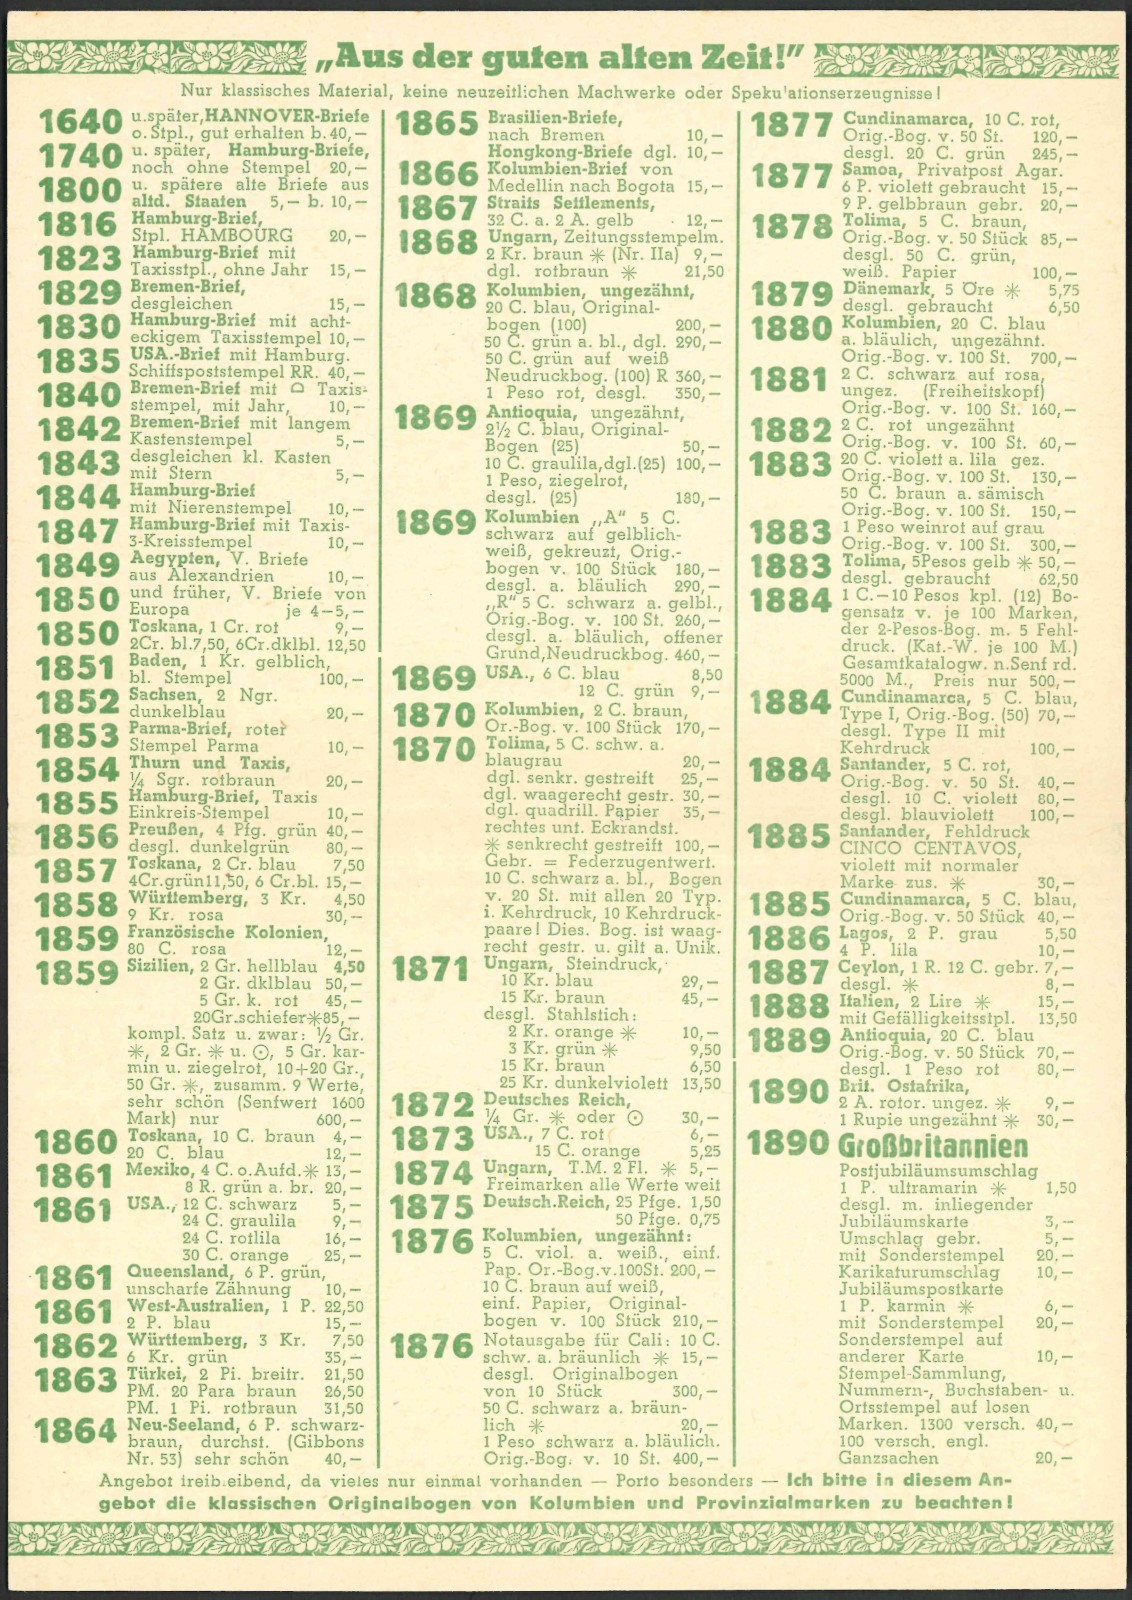 „Aus der guten alten Zeit!”
Nur klassisches Material, keine neuzeitlichen Machwerke oder Speku'ationserzeugnisse!
1640 u.später, HANNOVER-Briefe
o. Stpl., gut erhalten b. 40,—
1740 u. später, Hamburg-Briefe,
noch ohne Stempel 20,—
1800 u. spätere alte Briefe aus
altd. Staaten 5,— b. 10,—
1816 Hamburg-Brief,
Stpl. HAMBOURG 20,—
1823 Hamburg-Brief mit
Taxisstpl., ohne Jahr 15,—
1829 Bremen-Brief,
desgleichen 15,—
1830 Hamburg-Brief mit acht-
eckigem Taxisstempel 10,—
1835 USA.-Brief mit Hamburg.
Schiffspoststempel RR. 40,—
1840 Bremen-Brief mit Taxis-
stempel, mit Jahr, 10,—
1842 Bremen-Brief mit langem
Kastenstempel 5,—
1843 desgleichen kl. Kasten
mit Stern 5,—
1844 Hamburg-Brief
mit Nierenstempel 10,—
1847 Hamburg-Brief mit Taxis-
3-Kreisstempel 10,—
1849 Aegypten, V. Briefe
aus Alexandrien 10,—
1850 und früher, V. Briefe von
Europa je 4—5,—
1850 Toskana, 1 Cr. rot 9,—
2Cr. bl.7,50, 6Cr.dklbl. 12,50
1851 Baden, 1 Kr. gelblich,
bl. Stempel 100,—
1852 Sachsen, 2 Ngr.
dunkelblau 20,—
1853 Parma-Brief, roter
Stempel Parma 10,—
1854 Thurn und Taxis,
¼ Sgr. rotbraun 20,—
1855 Hamburg-Brief, Taxis
Einkreis-Stempel 10,—
1856 Preußen, 4 Pfg. grün 40,—
desgl. dunkelgrün 80,—
1857 Toskana, 2 Cr. blau 7,50
4Cr.grün11,50, 6 Cr.bl. 15,—
1858 Württemberg, 3 Kr. 4,50
9 Kr. rosa 30,—
1859 Französische Kolonien,
80 C. rosa 12,—
1859 Sizilien, 2 Gr. hellblau 4,50
2 Gr. dklblau 50,—
5 Gr. k. rot 45,—
20Gr.schiefer✳85,—
kompl. Satz u. zwar: ½ Gr.
✳, 2 Gr. ✳ u. ⊙, 5 Gr. kar-
min u. ziegelrot, 10+20 Gr.,
50 Gr. ✳, zusamm. 9 Werte,
sehr schön (Senfwert 1600
Mark) nur 600,—
1860 Toskana, 10 C. braun 4,—
20 C. blau 12,—
1861 Mexiko, 4 C. o.Aufd.✳ 13,—
8 R. grün a. br. 20,—
1861 USA., 12 C. schwarz 5,—
24 C. graulila 9,—
24 C. rotlila 16,—
30 C. orange 25,—
1861 Queensland, 6 P. grün,
unscharfe Zähnung 10,—
1861 West-Australien, 1 P. 22,50
2 P. blau 15,—
1862 Württemberg, 3 Kr. 7,50
6 Kr. grün 35,—
1863 Türkei, 2 Pi. breitr. 21,50
PM. 20 Para braun 26,50
PM. 1 Pi. rotbraun 31,50
1864 Neu-Seeland, 6 P. schwarz-
braun, durchst. (Gibbons
Nr. 53) sehr schön 40,—
1865 Brasilien-Briefe,
nach Bremen 10,—
Hongkong-Briefe dgl. 10,—
1866 Kolumbien-Brief von
Medellin nach Bogota 15,—
1867 Straits Settlements,
32 C. a. 2 A. gelb 12,—
1868 Ungarn, Zeitungsstempelm.
2 Kr. braun ✳ (Nr. IIa) 9,—
dgl. rotbraun ✳ 21,50
1868 Kolumbien, ungezähnt,
20 C. blau, Original-
bogen (100) 200,—
50 C. grün a. bl., dgl. 290,—
50 C. grün auf weiß
Neudruckbog. (100) R 360,—
1 Peso rot, desgl. 350,—
1869 Antioquia, ungezähnt,
2½ C. blau, Original-
Bogen (25) 50,—
10 C. graulila,dgl.(25) 100,—
1 Peso, ziegelrot,
desgl. (25) 180,—
1869 Kolumbien „A” 5 C.
schwarz auf gelblich-
weiß, gekreuzt, Orig.-
bogen v. 100 Stück 180,—
desgl. a. bläulich 290,—
„R” 5 C. schwarz a. gelbl.,
Orig.-Bog. v. 100 St. 260,—
desgl. a. bläulich, offener
Grund,Neudruckbog. 460,—
1869 USA., 6 C. blau 8,50
12 C. grün 9,—
1870 Kolumbien, 2 C. braun,
Or.-Bog. v. 100 Stück 170,—
1870 Tolima, 5 C. schw. a.
blaugrau 20,—
dgl. senkr. gestreift 25,—
dgl. waagerecht gestr. 30,—
dgl. quadrill. Papier 35,—
rechtes unt. Eckrandst.
✳ senkrecht gestreift 100,—
Gebr. = Federzugentwert.
10 C. schwarz a. bl., Bogen
v. 20 St. mit allen 20 Typ.
i. Kehrdruck, 10 Kehrdruck-
paare! Dies. Bog. ist waag-
recht gestr. u. gilt a. Unik.
1871 Ungarn, Steindruck,
10 Kr. blau 29,—
15 Kr. braun 45,—
desgl. Stahlstich:
2 Kr. orange ✳ 10,—
3 Kr. grün ✳ 9,50
15 Kr. braun 6,50
25 Kr. dunkelviolett 13,50
1872 Deutsches Reich,
¼ Gr. ✳ oder ⊙ 30,—
1873 USA., 7 C. rot 6,—
15 C. orange 5,25
1874 Ungarn, T.M. 2 Fl. ✳ 5,—
Freimarken alle Werte weit
1875 Deutsch.Reich, 25 Pfge. 1,50
50 Pfge. 0,75
1876 Kolumbien, ungezähnt:
5 C. viol. a. weiß., einf.
Pap. Or.-Bog.v.100St. 200,—
10 C. braun auf weiß,
einf. Papier, Original-
bogen v. 100 Stück 210,—
1876 Notausgabe für Cali: 10 C.
schw. a. bräunlich ✳ 15,—
desgl. Originalbogen
von 10 Stück 300,—
50 C. schwarz a. bräun-
lich ✳ 20,—
1 Peso schwarz a. bläulich.
Orig.-Bog. v. 10 St. 400,—
1877 Cundinamarca, 10 C. rot,
Orig.-Bog. v. 50 St. 120,—
desgl. 20 C. grün 245,—
1877 Samoa, Privatpost Agar.
6 P. violett gebraucht 15,—
9 P. gelbbraun gebr. 20,—
1878 Tolima, 5 C. braun,
Orig.-Bog. v. 50 Stück 85,—
desgl. 50 C. grün,
weiß. Papier 100,—
1879 Dänemark, 5 Öre ✳ 5,75
desgl. gebraucht 6,50
1880 Kolumbien, 20 C. blau
a. bläulich, ungezähnt.
Orig.-Bog. v. 100 St. 700,—
1881 2 C. schwarz auf rosa,
ungez. (Freiheitskopf)
Orig.-Bog. v. 100 St. 160,—
1882 2 C. rot ungezähnt
Orig.-Bog. v. 100 St. 60,—
1883 20 C. violett a. lila gez.
Orig.-Bog. v. 100 St. 130,—
50 C. braun a. sämisch
Orig.-Bog. v. 100 St. 150,—
1883 1 Peso weinrot auf grau
Orig.-Bog. v. 100 St. 300,—
1883 Tolima, 5Pesos gelb ✳ 50,—
desgl. gebraucht 62,50
1884 1 C.—10 Pesos kpl. (12) Bo-
gensatz v. je 100 Marken,
der 2-Pesos-Bog. m. 5 Fehl-
druck. (Kat.-W. je 100 M.)
Gesamtkatalogw. n.Senf rd.
5000 M., Preis nur 500,—
1884 Cundinamarca, 5 C. blau,
Type I, Orig.-Bog. (50) 70,—
desgl. Type II mit
Kehrdruck 100,—
1884 Santander, 5 C. rot,
Orig.-Bog. v. 50 St. 40,—
desgl. 10 C. violett 80,—
desgl. blauviolett 100,—
1885 Santander, Fehldruck
CINCO CENTAVOS,
violett mit normaler
Marke zus. ✳ 30,—
1885 Cundinamarca, 5 C. blau,
Orig.-Bog. v. 50 Stück 40,—
1886 Lagos, 2 P. grau 5,50
4 P. lila 10,—
1887 Ceylon, 1 R. 12 C. gebr. 7,—
desgl. ✳ 8,—
1888 Italien, 2 Lire ✳ 15,—
mit Gefälligkeitsstpl. 13,50
1889 Antioquia, 20 C. blau
Orig.-Bog. v. 50 Stück 70,—
desgl. 1 Peso rot 80,—
1890 Brit. Ostafrika,
2 A. rotor. ungez. ✳ 9,—
1 Rupie ungezähnt ✳ 30,—
1890 Großbritannien
Postjubiläumsumschlag
1 P. ultramarin ✳ 1,50
desgl. m. inliegender
Jubiläumskarte 3,—
Umschlag gebr. 5,—
mit Sonderstempel 20,—
Karikaturumschlag 10,—
Jubiläumspostkarte
1 P. karmin ✳ 6,—
mit Sonderstempel 20,—
Sonderstempel auf
anderer Karte 10,—
Stempel-Sammlung,
Nummern-, Buchstaben- u.
Ortsstempel auf losen
Marken. 1300 versch. 40,—
100 versch. engl.
Ganzsachen 20,—
Angebot freib.eibend, da vieles nur einmal vorhanden — Porto besonders — Ich bitte in diesem An-
gebot die klassischen Originalbogen von Kolumbien und Provinzialmarken zu beachten!